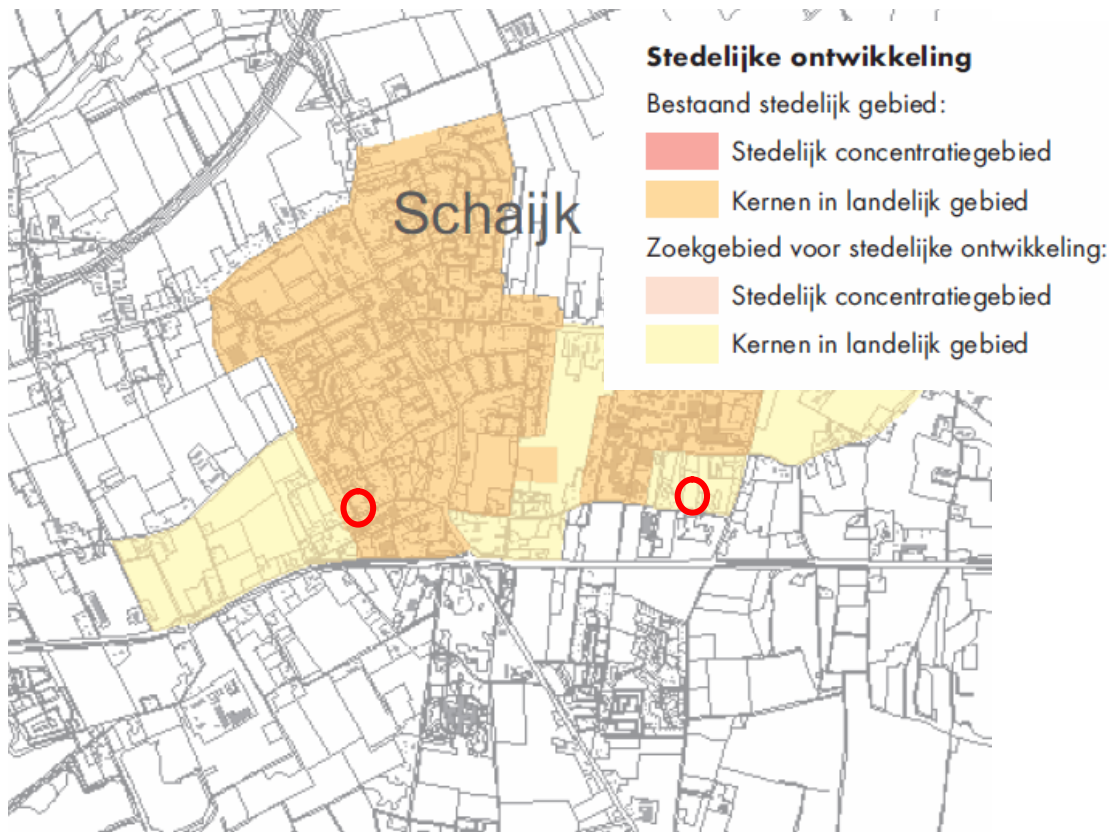 Stedelijke ontwikkeling
Bestaand stedelijk gebied:
Stedelijk concentratiegebied
Kernen in landelijk gebied
Zoekgebied voor stedelijke ontwikkeling:
Stedelijk concentratiegebied
Kernen in landelijk gebied
Schaijk